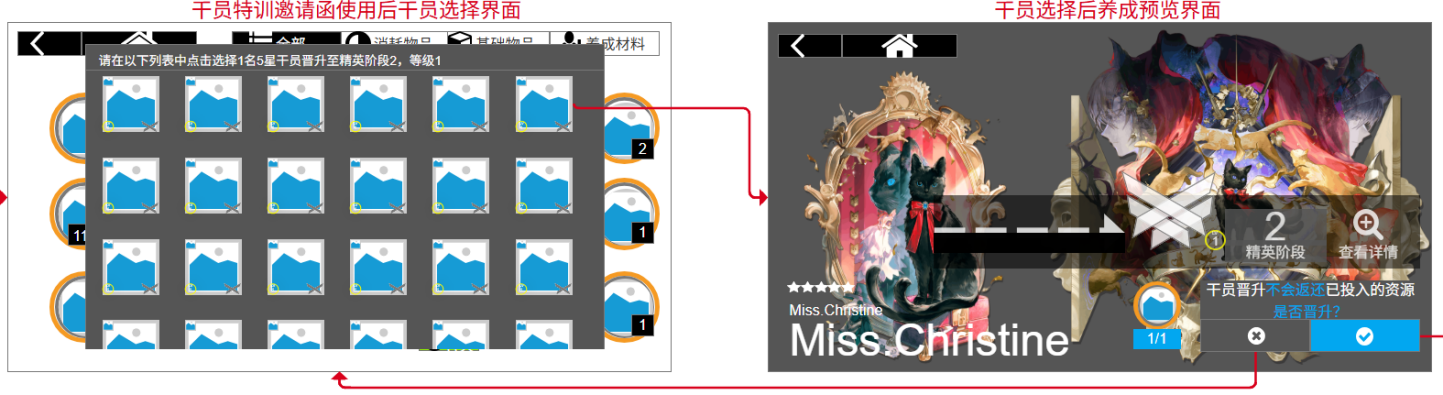 干员特训邀请函使用后干员选择界面
干员选择后养成预览界面
全部
消耗物品
基础物品
养成材料
请在以下列表中点击选择1名5星干员晋升至精英阶段2，等级1
2
11
1
1
1
2
精英阶段
查看详情
干员晋升不会返还已投入的资源
是否晋升?
Miss.Christine
Miss.Christine
1/1